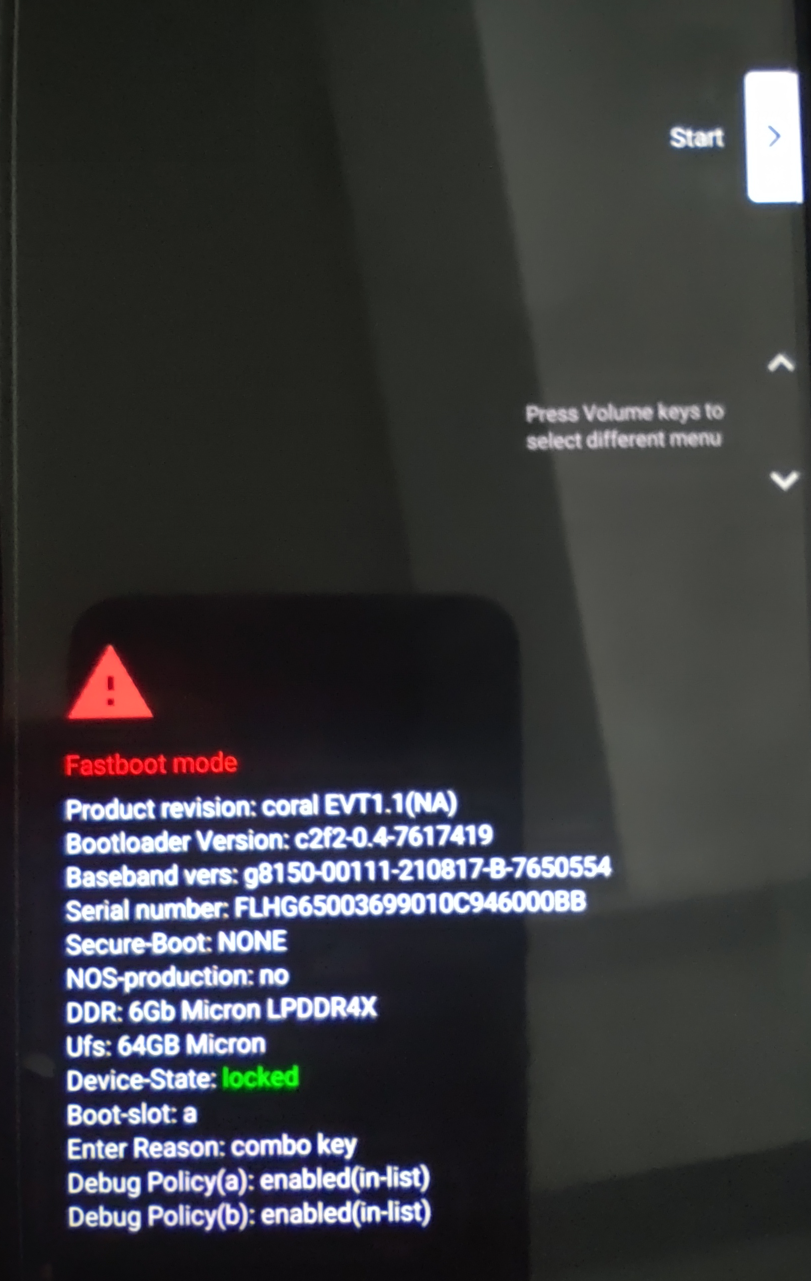 Start
Press Volume keys to
select different menu
Fastboot mode
Product revision: coral EVT1.1(NA)
Bootloader Version: c2f2-0.4-7617419
Baseband vers: g8150-00111-210817-B-7650554
Serial number: FLHG65003699010C946000BB
Secure-Boot: NONE
NOS-production: no
DDR: 6Gb Micron LPDDR4X
Ufs: 64GB Micron
Device-State: locked
Boot-slot: a
Enter Reason: combo key
Debug Policy(a): enabled(in-list)
Debug Policy(b): enabled(in-list)